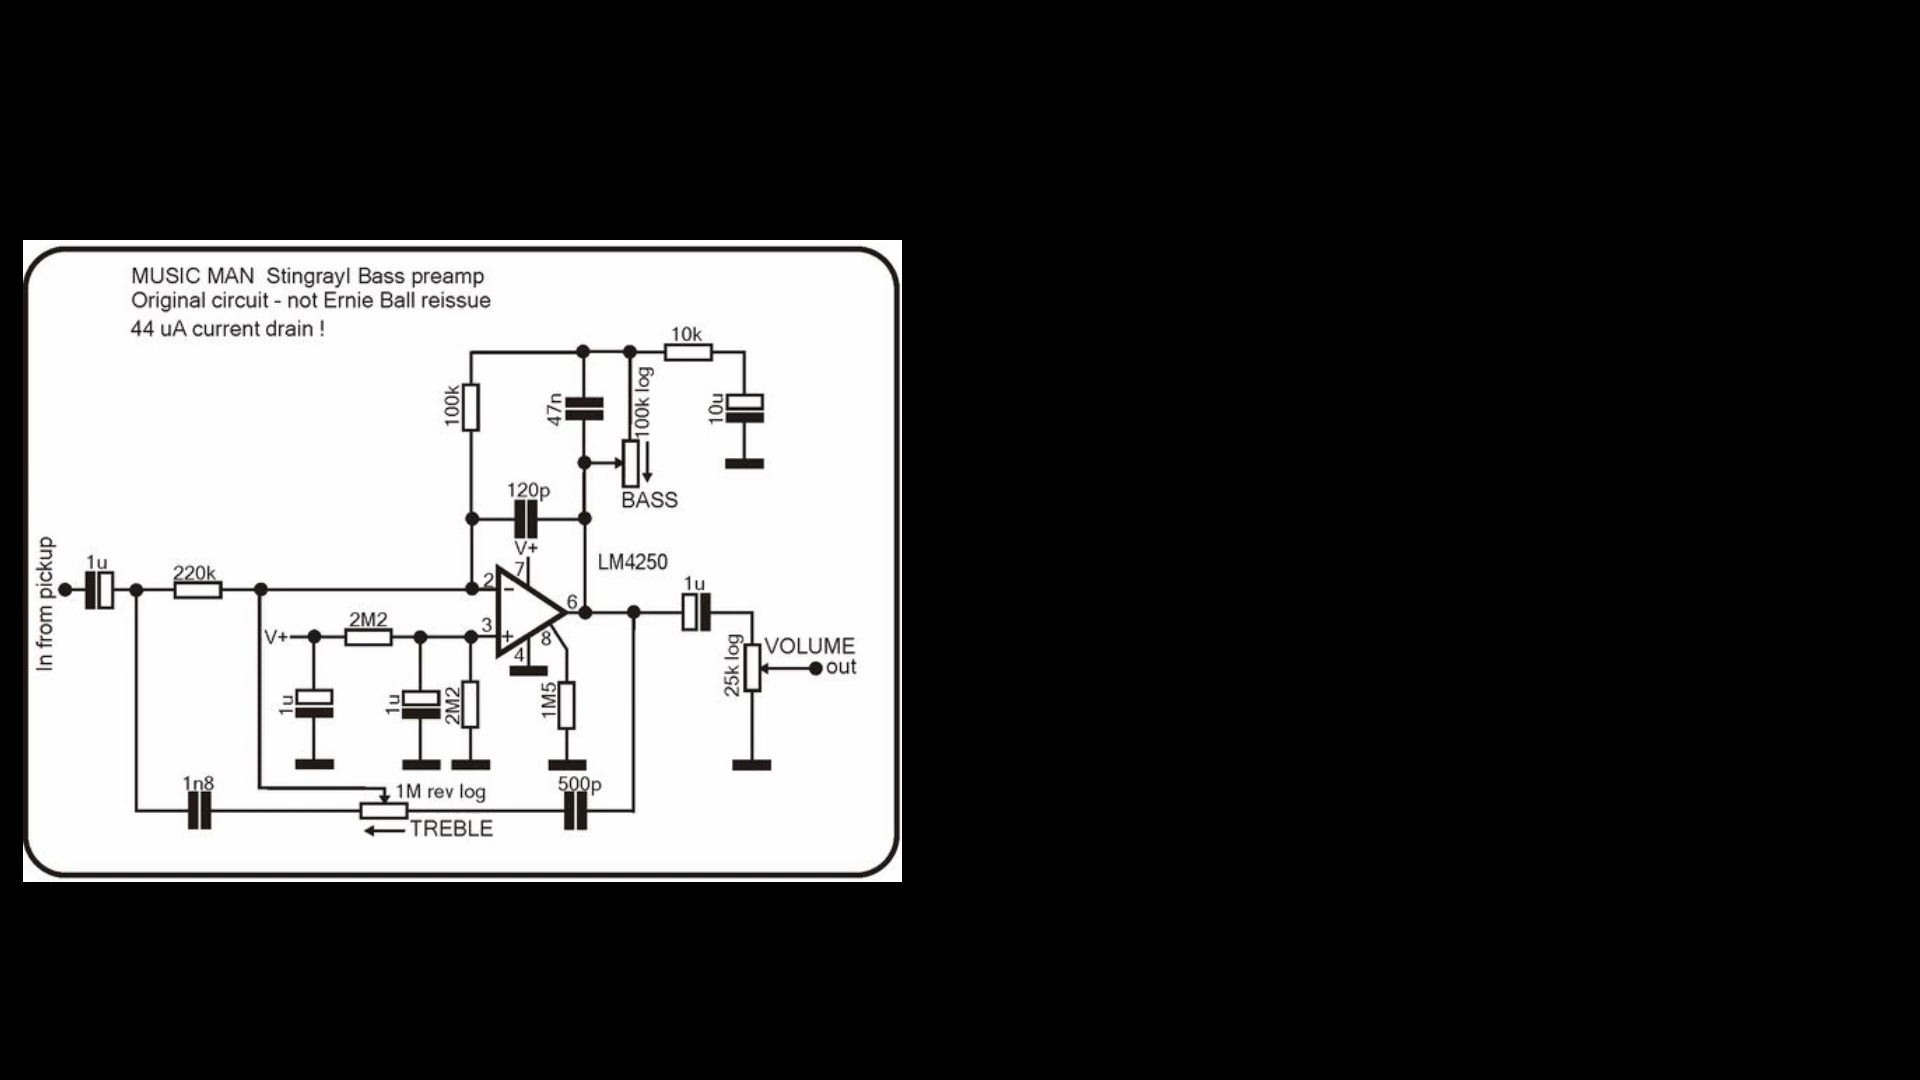 MUSIC MAN Stingrayl Bass preamp
Original circuit - not Ernie Ball reissue
44 uA current drain !
10k
100k
47n
100k log
10u
BASS
120p
V+
7
LM4250
In from pickup
1u
220k
2
-
6
1u
2M2
V+
3
+
8
4
VOLUME
out
25k log
1u
1u
2M2
1M5
1n8
1M rev log
500p
TREBLE